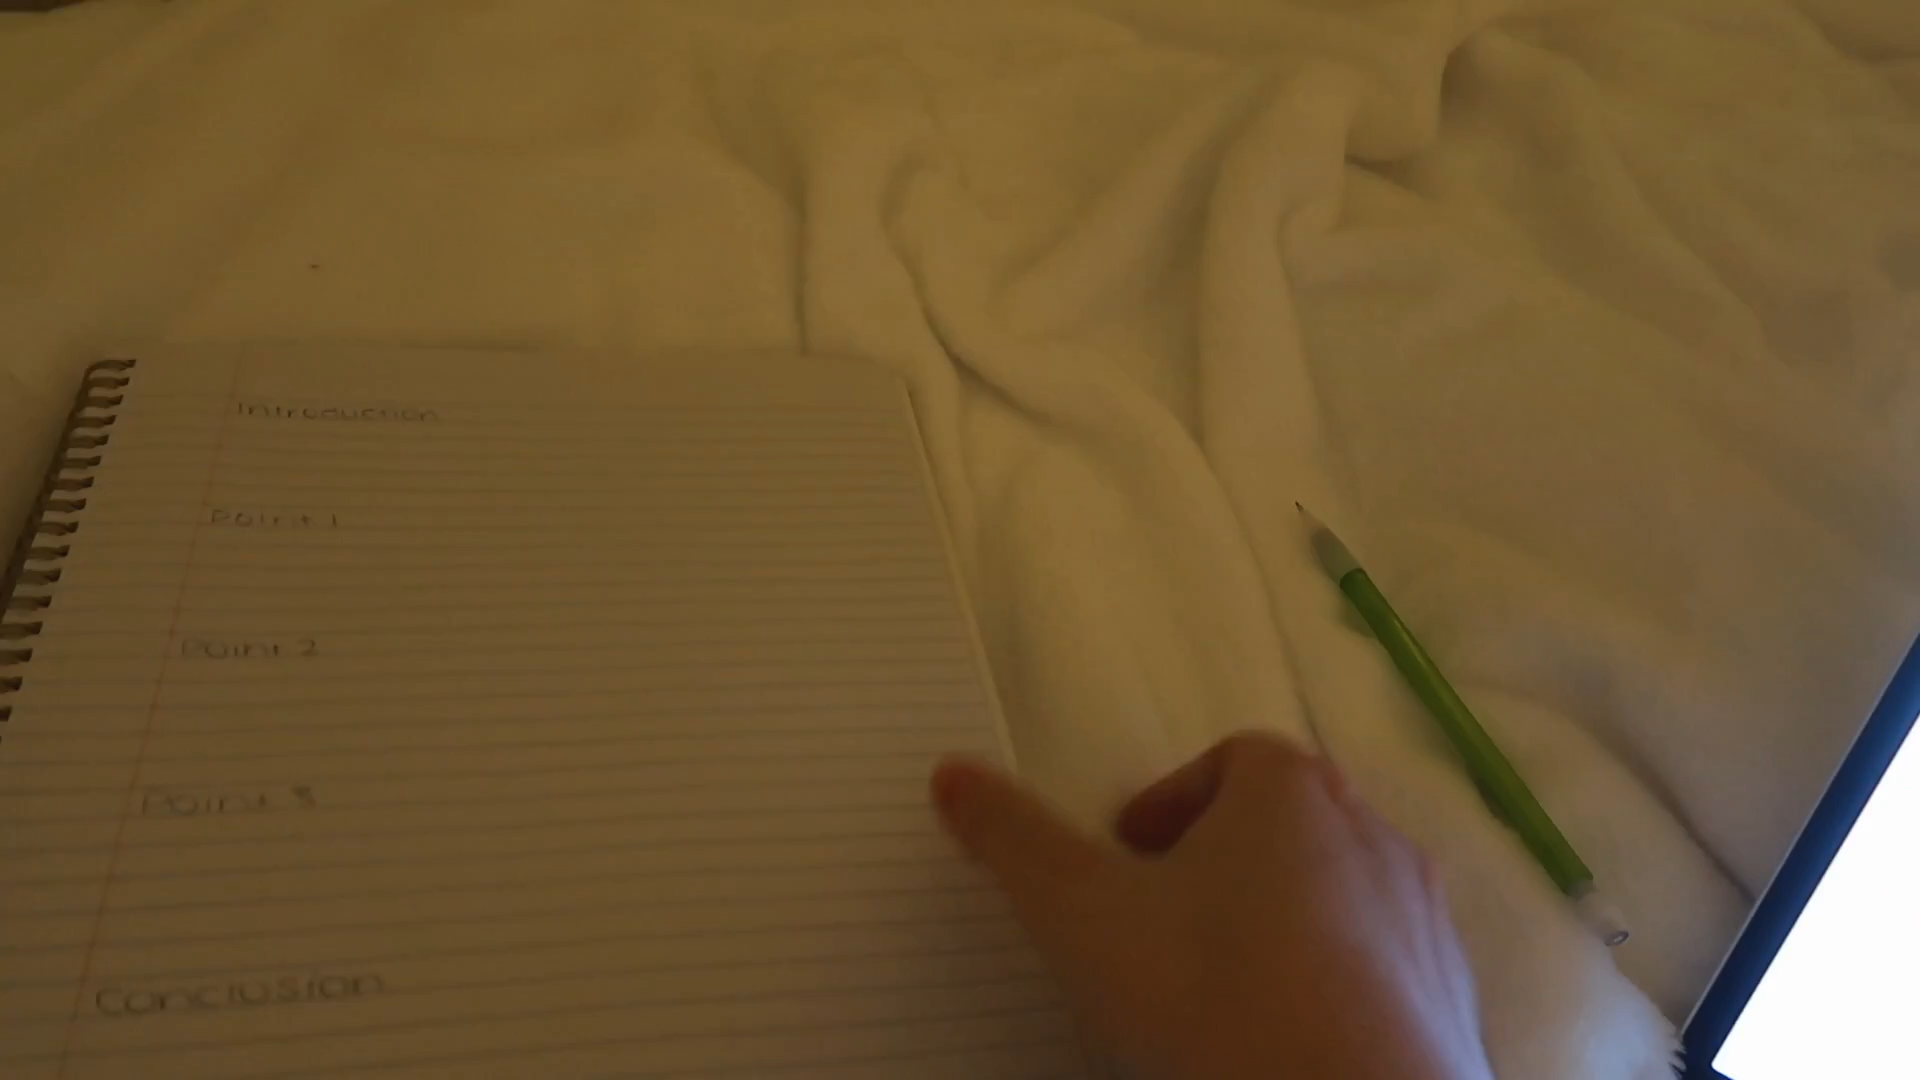 Introduction
Point 1
Point 2
Point 3
Conclusion